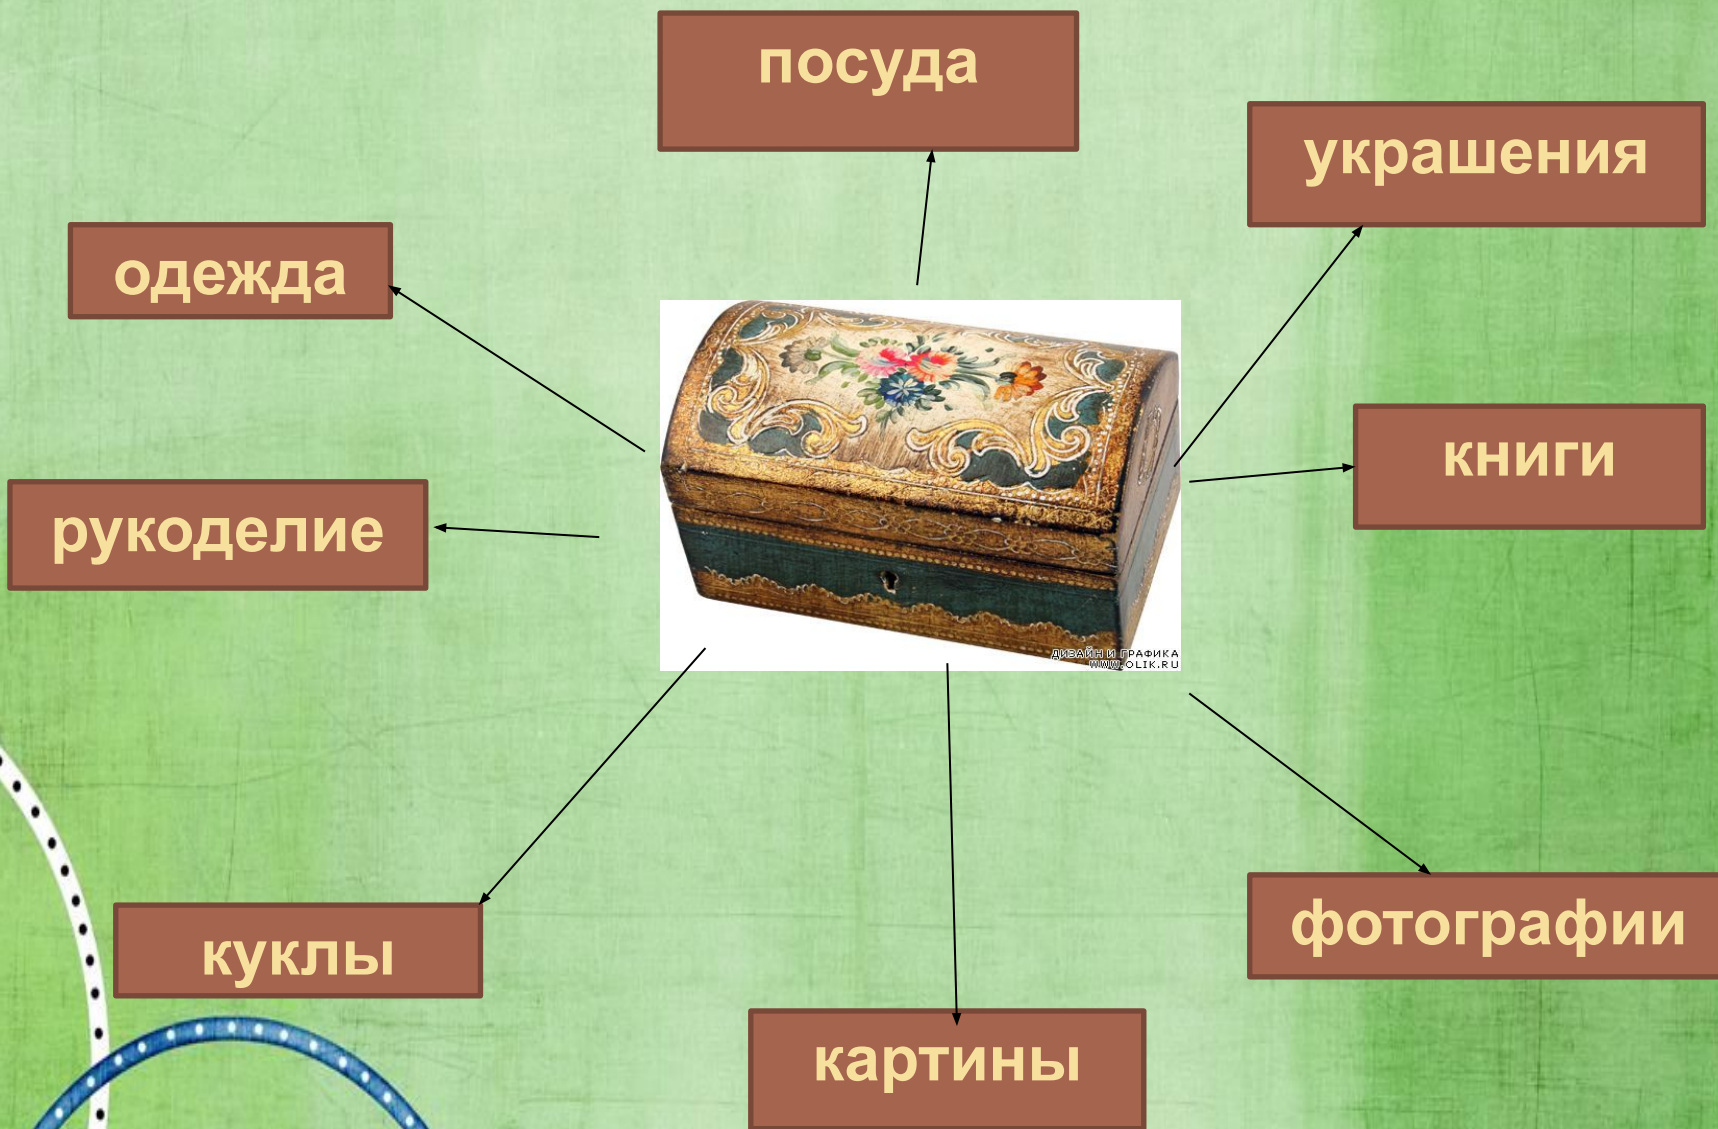 посуда
украшения
одежда
книги
рукоделие
ДИЗАЙН И ГРАФИКА
WWW.OLIK.RU
фотографии
куклы
картины